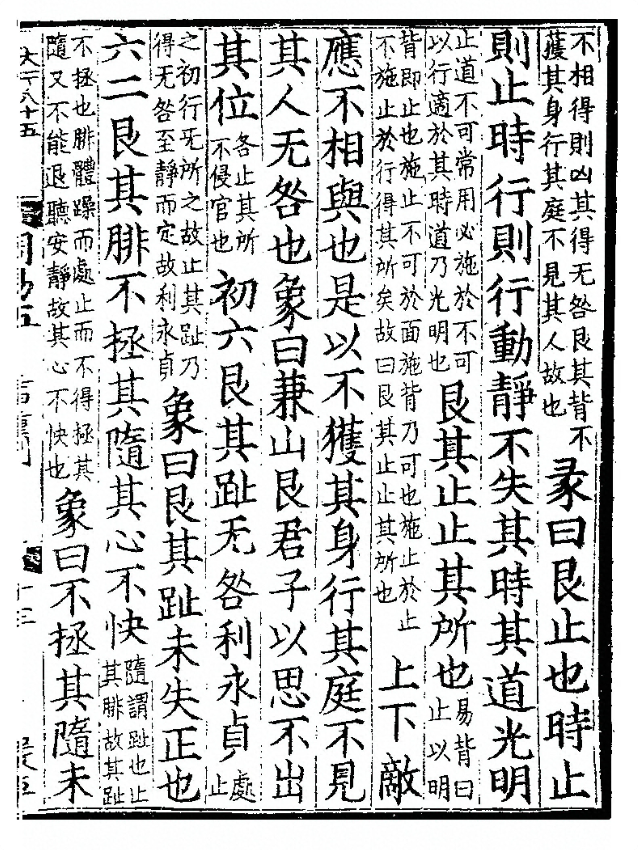 不相得則凶其得无咎艮其背不獲其身行其庭不見其人故也彖曰艮止也時止
則止時行則行動靜不失其時其道光明
止道不可常用必施於不可以行適於其時道乃光明也艮其止止其所也易背曰止以明
背即止也施止不可於面施背乃可也施止於止不施止於行得其所矣故曰艮其止止其所也上下敵
應不相與也是以不獲其身行其庭不見
其人无咎也象曰兼山艮君子以思不出
其位各止其所不侵官也初六艮其趾无咎利永貞處止
之初行无所之故止其趾乃得无咎至靜而定故利永貞象曰艮其趾未失正也
六二艮其腓不拯其隨其心不快隨謂趾也止其腓故其趾
不拯也腓體躁而處止而不得拯其隨又不能退聽安靜故其心不快也象曰不拯其隨未